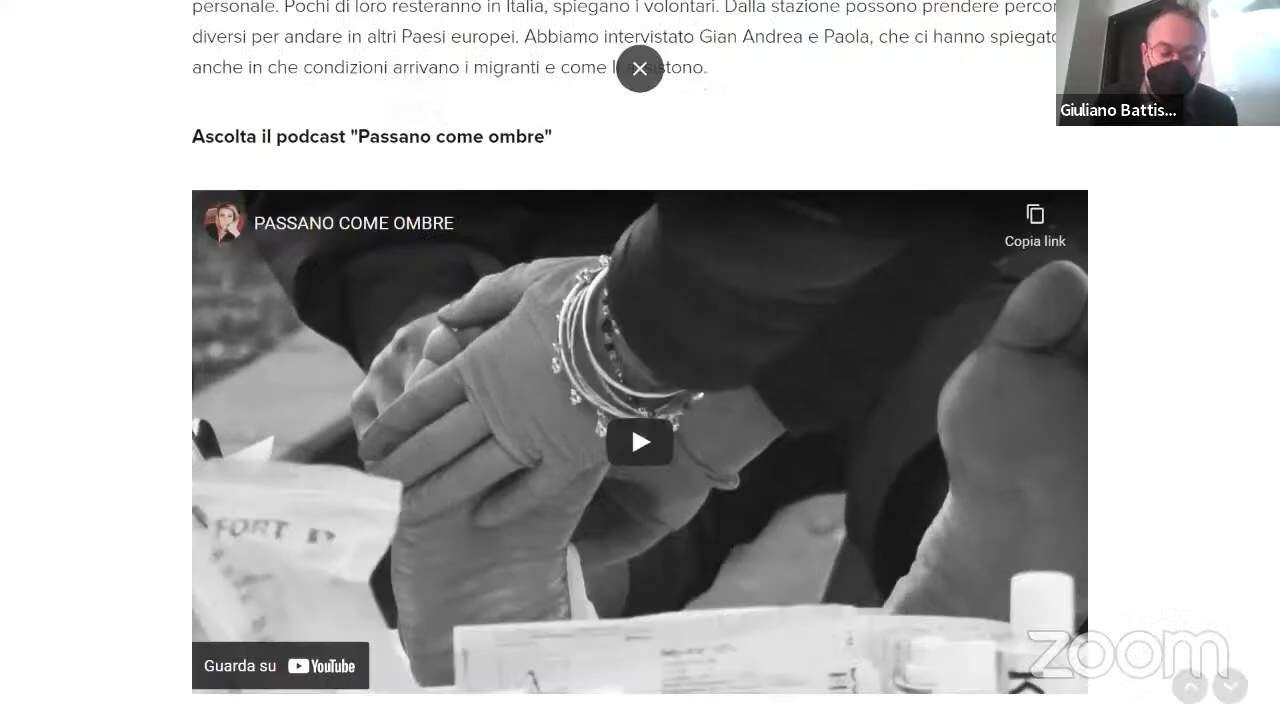 personale. Pochi di loro resteranno in Italia, spiegano i volontari. Dalla stazione possono prendere
diversi per andare in altri Paesi europei. Abbiamo intervistato Gian Andrea e Paola, che ci hanno
anche in che condizioni arrivano i migranti e come
Giuliano Battis...
Ascolta il podcast "Passano come ombre"
PASSANO COME OMBRE
Copia link
FORT
Guarda su YouTube
zoom